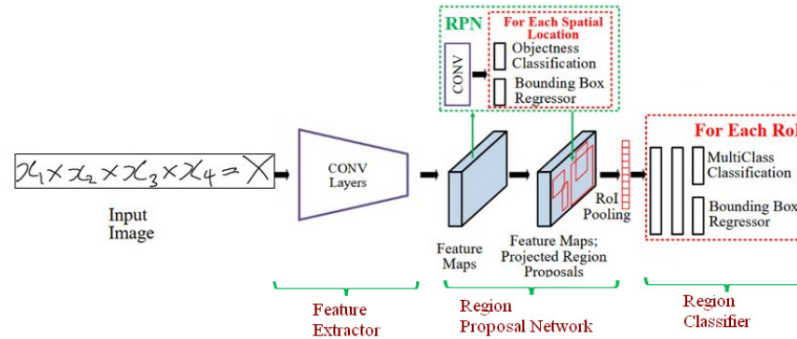 RPN
For Each Spatial
Location
CONV
Objectness
Classification
Bounding Box
Regressor
x₁ × x₂ × x₃ × x₄ = X
Input
Image
CONV
Layers
Feature
Maps
Feature Maps;
Projected Region
Proposals
RoI
Pooling
For Each RoI
MultiClass
Classification
Bounding Box
Regressor
Feature
Extractor
Region
Proposal Network
Region
Classifier